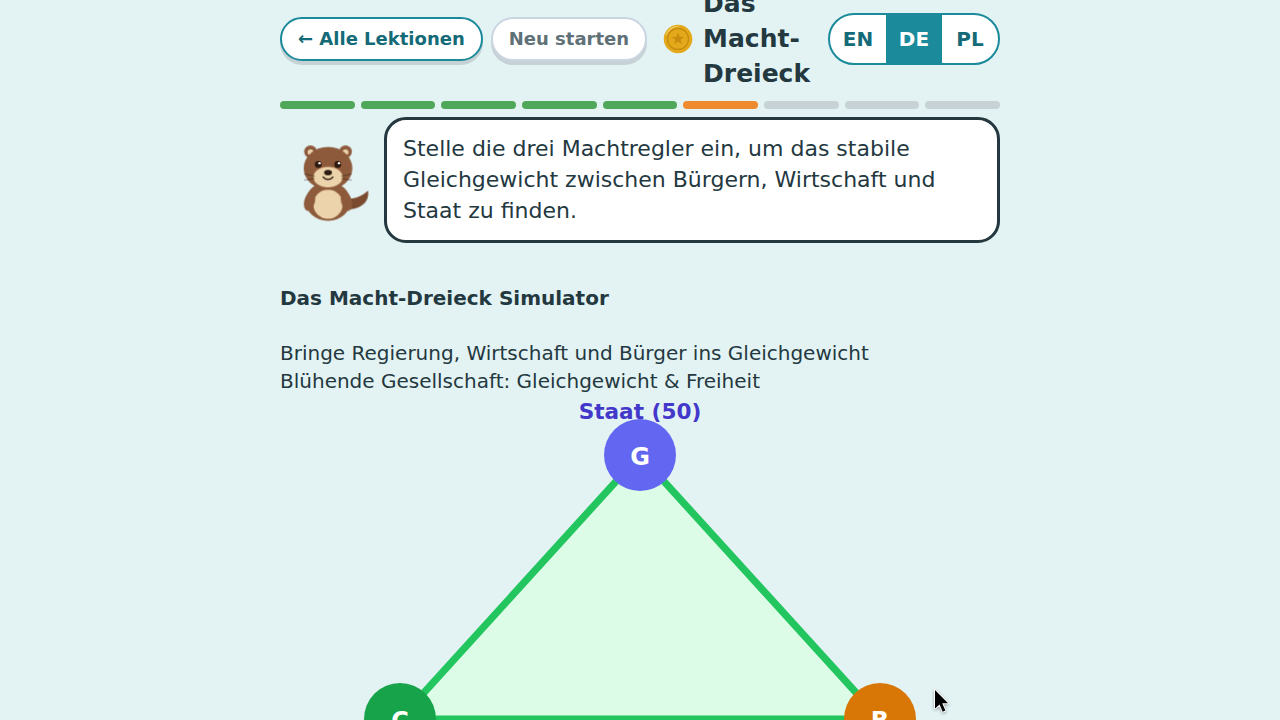 ← Alle Lektionen
Neu starten
Das
Macht-
Dreieck
EN
DE
PL
Stelle die drei Machtregler ein, um das stabile
Gleichgewicht zwischen Bürgern, Wirtschaft und
Staat zu finden.
Das Macht-Dreieck Simulator
Bringe Regierung, Wirtschaft und Bürger ins Gleichgewicht
Blühende Gesellschaft: Gleichgewicht & Freiheit
Staat (50)
G
C
B